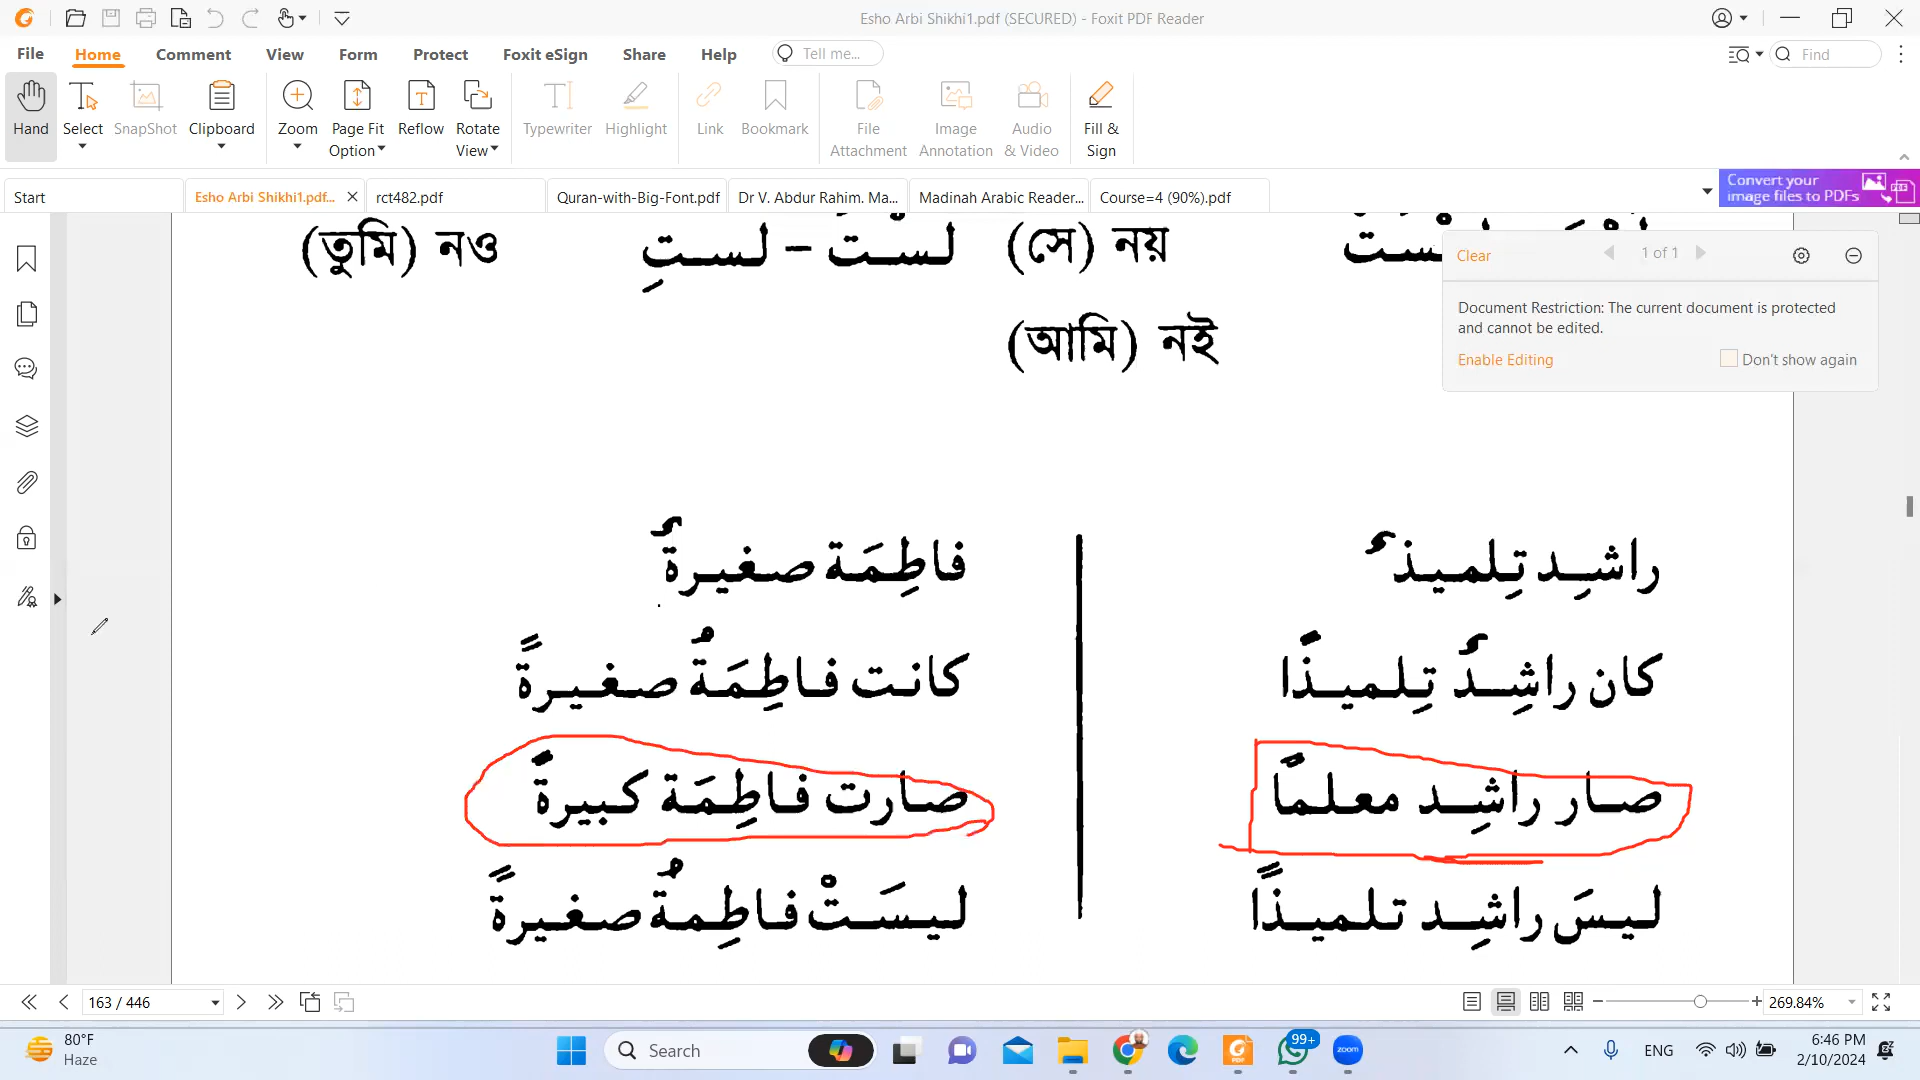 Esho Arbi Shikhi1.pdf (SECURED) - Foxit PDF Reader
File Home Comment View Form Protect Foxit eSign Share Help Tell me... Find
Hand Select SnapShot Clipboard Zoom Page Fit Option Reflow Rotate View Typewriter Highlight Link Bookmark File Attachment Image Annotation Audio & Video Fill & Sign
Start Esho Arbi Shikhi1.pdf... rct482.pdf Quran-with-Big-Font.pdf Dr V. Abdur Rahim. Ma... Madinah Arabic Reader... Course=4 (90%).pdf
Convert your
image files to PDFs
Clear 1 of 1
Document Restriction: The current document is protected
and cannot be edited.
Enable Editing Don't show again
(সে) নয় لستَ – لستِ (তুমি) নও
(আমি) নই
راشِد تِلميذٌ
فاطِمَة صغيرةٌ
كان راشِدٌ تِلميذًا
كانت فاطِمَةُ صغيرةً
صار راشِد معلمًا
صارت فاطِمَة كبيرةً
ليسَ راشِد تلميذًا
ليسَتْ فاطِمةُ صغيرةً
163 / 446
269.84%
80°F
Haze
Search
99+
zoom
ENG
6:46 PM
2/10/2024